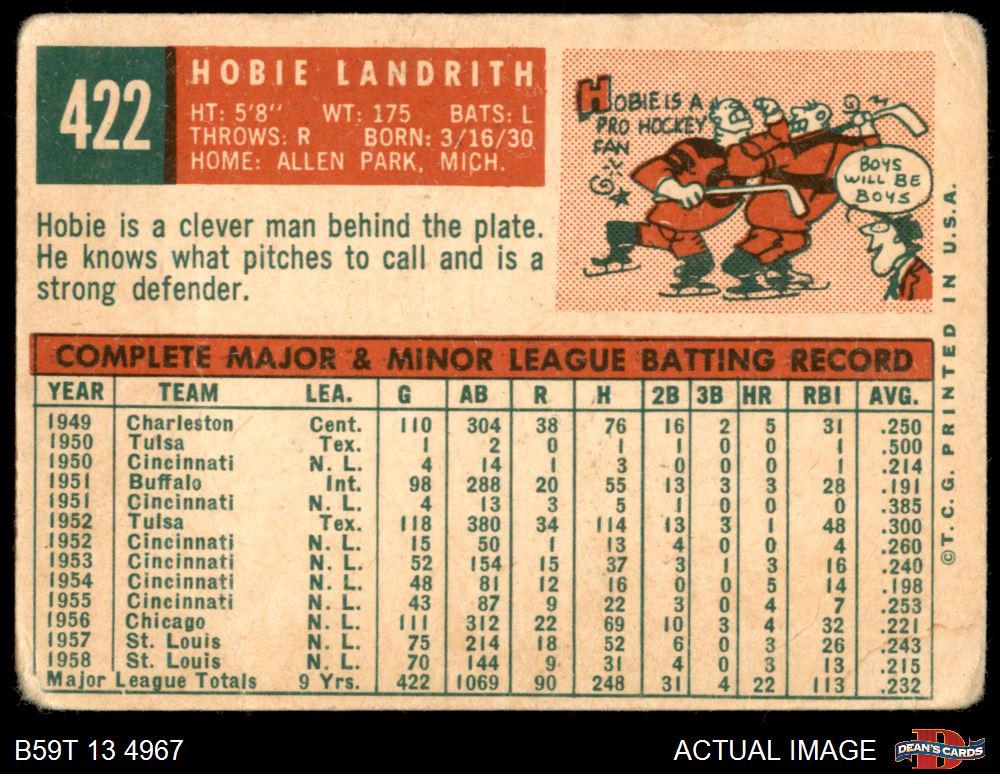 422
HOBIE LANDRITH
HT: 5'8" WT: 175 BATS: L
THROWS: R BORN: 3/16/30
HOME: ALLEN PARK, MICH.
HOBIE IS A
PRO HOCKEY
FAN
BOYS
WILL BE
BOYS
Hobie is a clever man behind the plate.
He knows what pitches to call and is a
strong defender.
COMPLETE MAJOR & MINOR LEAGUE BATTING RECORD
YEAR TEAM LEA. G AB R H 2B 3B HR RBI AVG.
1949 Charleston Cent. 110 304 38 76 16 2 5 31 .250
1950 Tulsa Tex. 1 2 0 1 1 0 0 1 .500
1950 Cincinnati N. L. 4 14 1 3 0 0 0 1 .214
1951 Buffalo Int. 98 288 20 55 13 3 3 28 .191
1951 Cincinnati N. L. 4 13 3 5 1 0 0 0 .385
1952 Tulsa Tex. 118 380 34 114 13 3 1 48 .300
1952 Cincinnati N. L. 15 50 1 13 4 0 0 4 .260
1953 Cincinnati N. L. 52 154 15 37 3 1 3 16 .240
1954 Cincinnati N. L. 48 81 12 16 0 0 5 14 .198
1955 Cincinnati N. L. 43 87 9 22 3 0 4 7 .253
1956 Chicago N. L. 111 312 22 69 10 3 4 32 .221
1957 St. Louis N. L. 75 214 18 52 6 0 3 26 .243
1958 St. Louis N. L. 70 144 9 31 4 0 3 13 .215
Major League Totals 9 Yrs. 422 1069 90 248 31 4 22 113 .232
©T. C. G. PRINTED IN U.S.A.
B59T 13 4967
ACTUAL IMAGE
DEAN'S CARDS